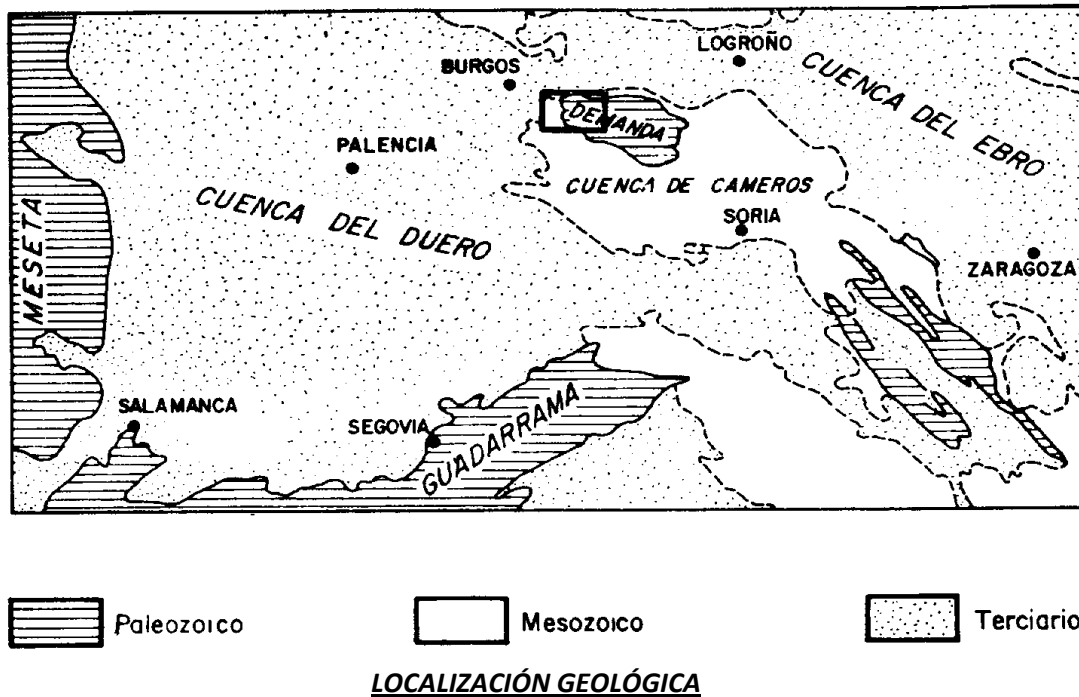 LOGROÑO
BURGOS
CUENCA DEL EBRO
DEMANDA
PALENCIA
CUENCA DE CAMEROS
CUENCA DEL DUERO
SORIA
MESETA
ZARAGOZA
SALAMANCA
SEGOVIA
GUADARRAMA
Paleozoico
Mesozoico
Terciario
LOCALIZACIÓN GEOLÓGICA